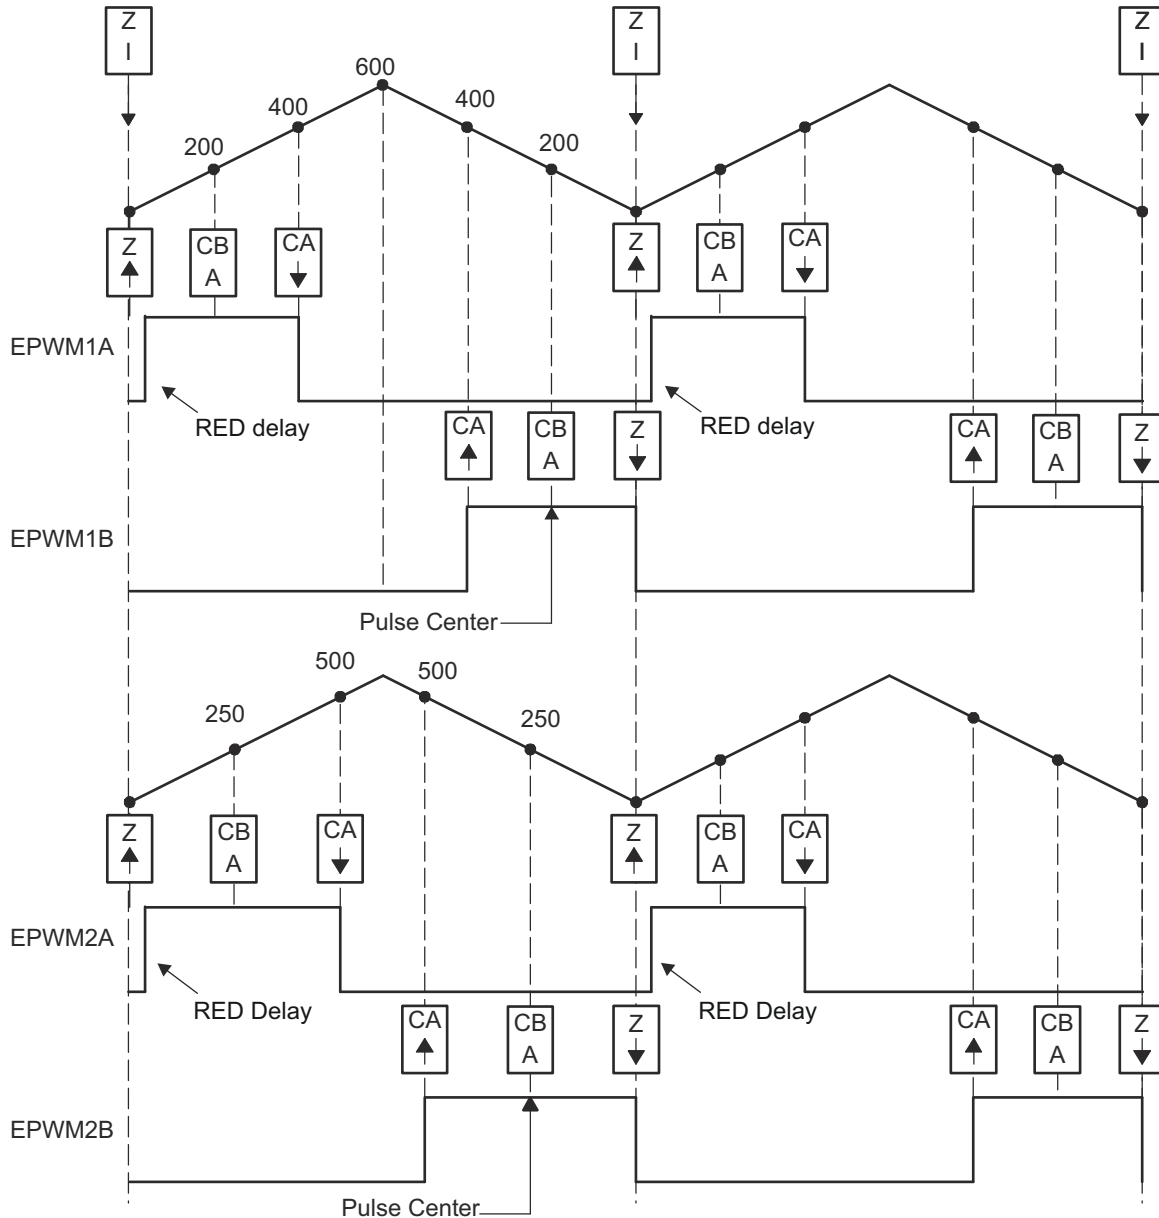 Z Z Z
I I I
600
400 400
200 200
Z CB CA Z CB CA
A A
EPWM1A
RED delay RED delay
CA CB Z CA CB Z
A A
EPWM1B
Pulse Center
500 500
250 250
Z CB CA Z CB CA
A A
EPWM2A
RED Delay RED Delay
CA CB Z CA CB Z
A A
EPWM2B
Pulse Center